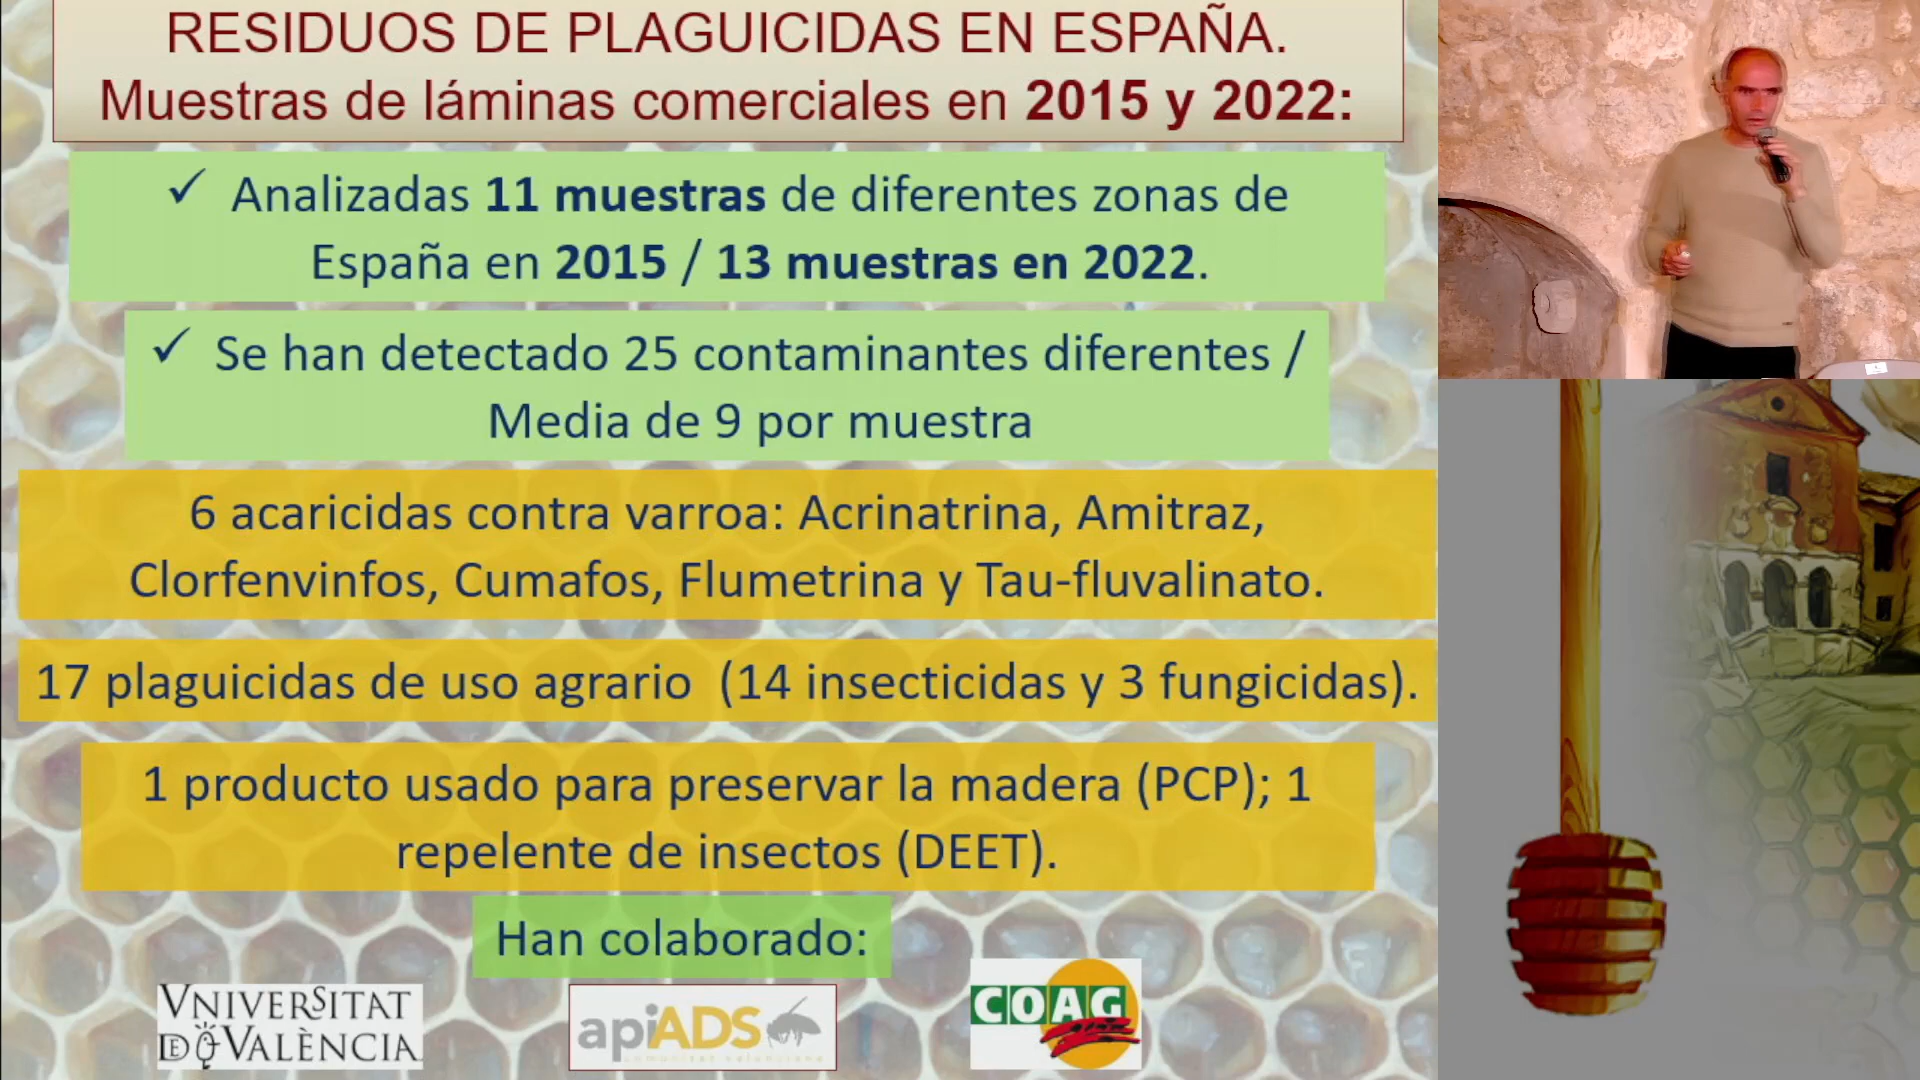 RESIDUOS DE PLAGUICIDAS EN ESPAÑA.
Muestras de láminas comerciales en 2015 y 2022:
✓ Analizadas 11 muestras de diferentes zonas de
España en 2015 / 13 muestras en 2022.
✓ Se han detectado 25 contaminantes diferentes /
Media de 9 por muestra
6 acaricidas contra varroa: Acrinatrina, Amitraz,
Clorfenvinfos, Cumafos, Flumetrina y Tau-fluvalinato.
17 plaguicidas de uso agrario (14 insecticidas y 3 fungicidas).
1 producto usado para preservar la madera (PCP); 1
repelente de insectos (DEET).
Han colaborado:
VNIVERSITAT
DE VALÈNCIA
apiADS
COAG